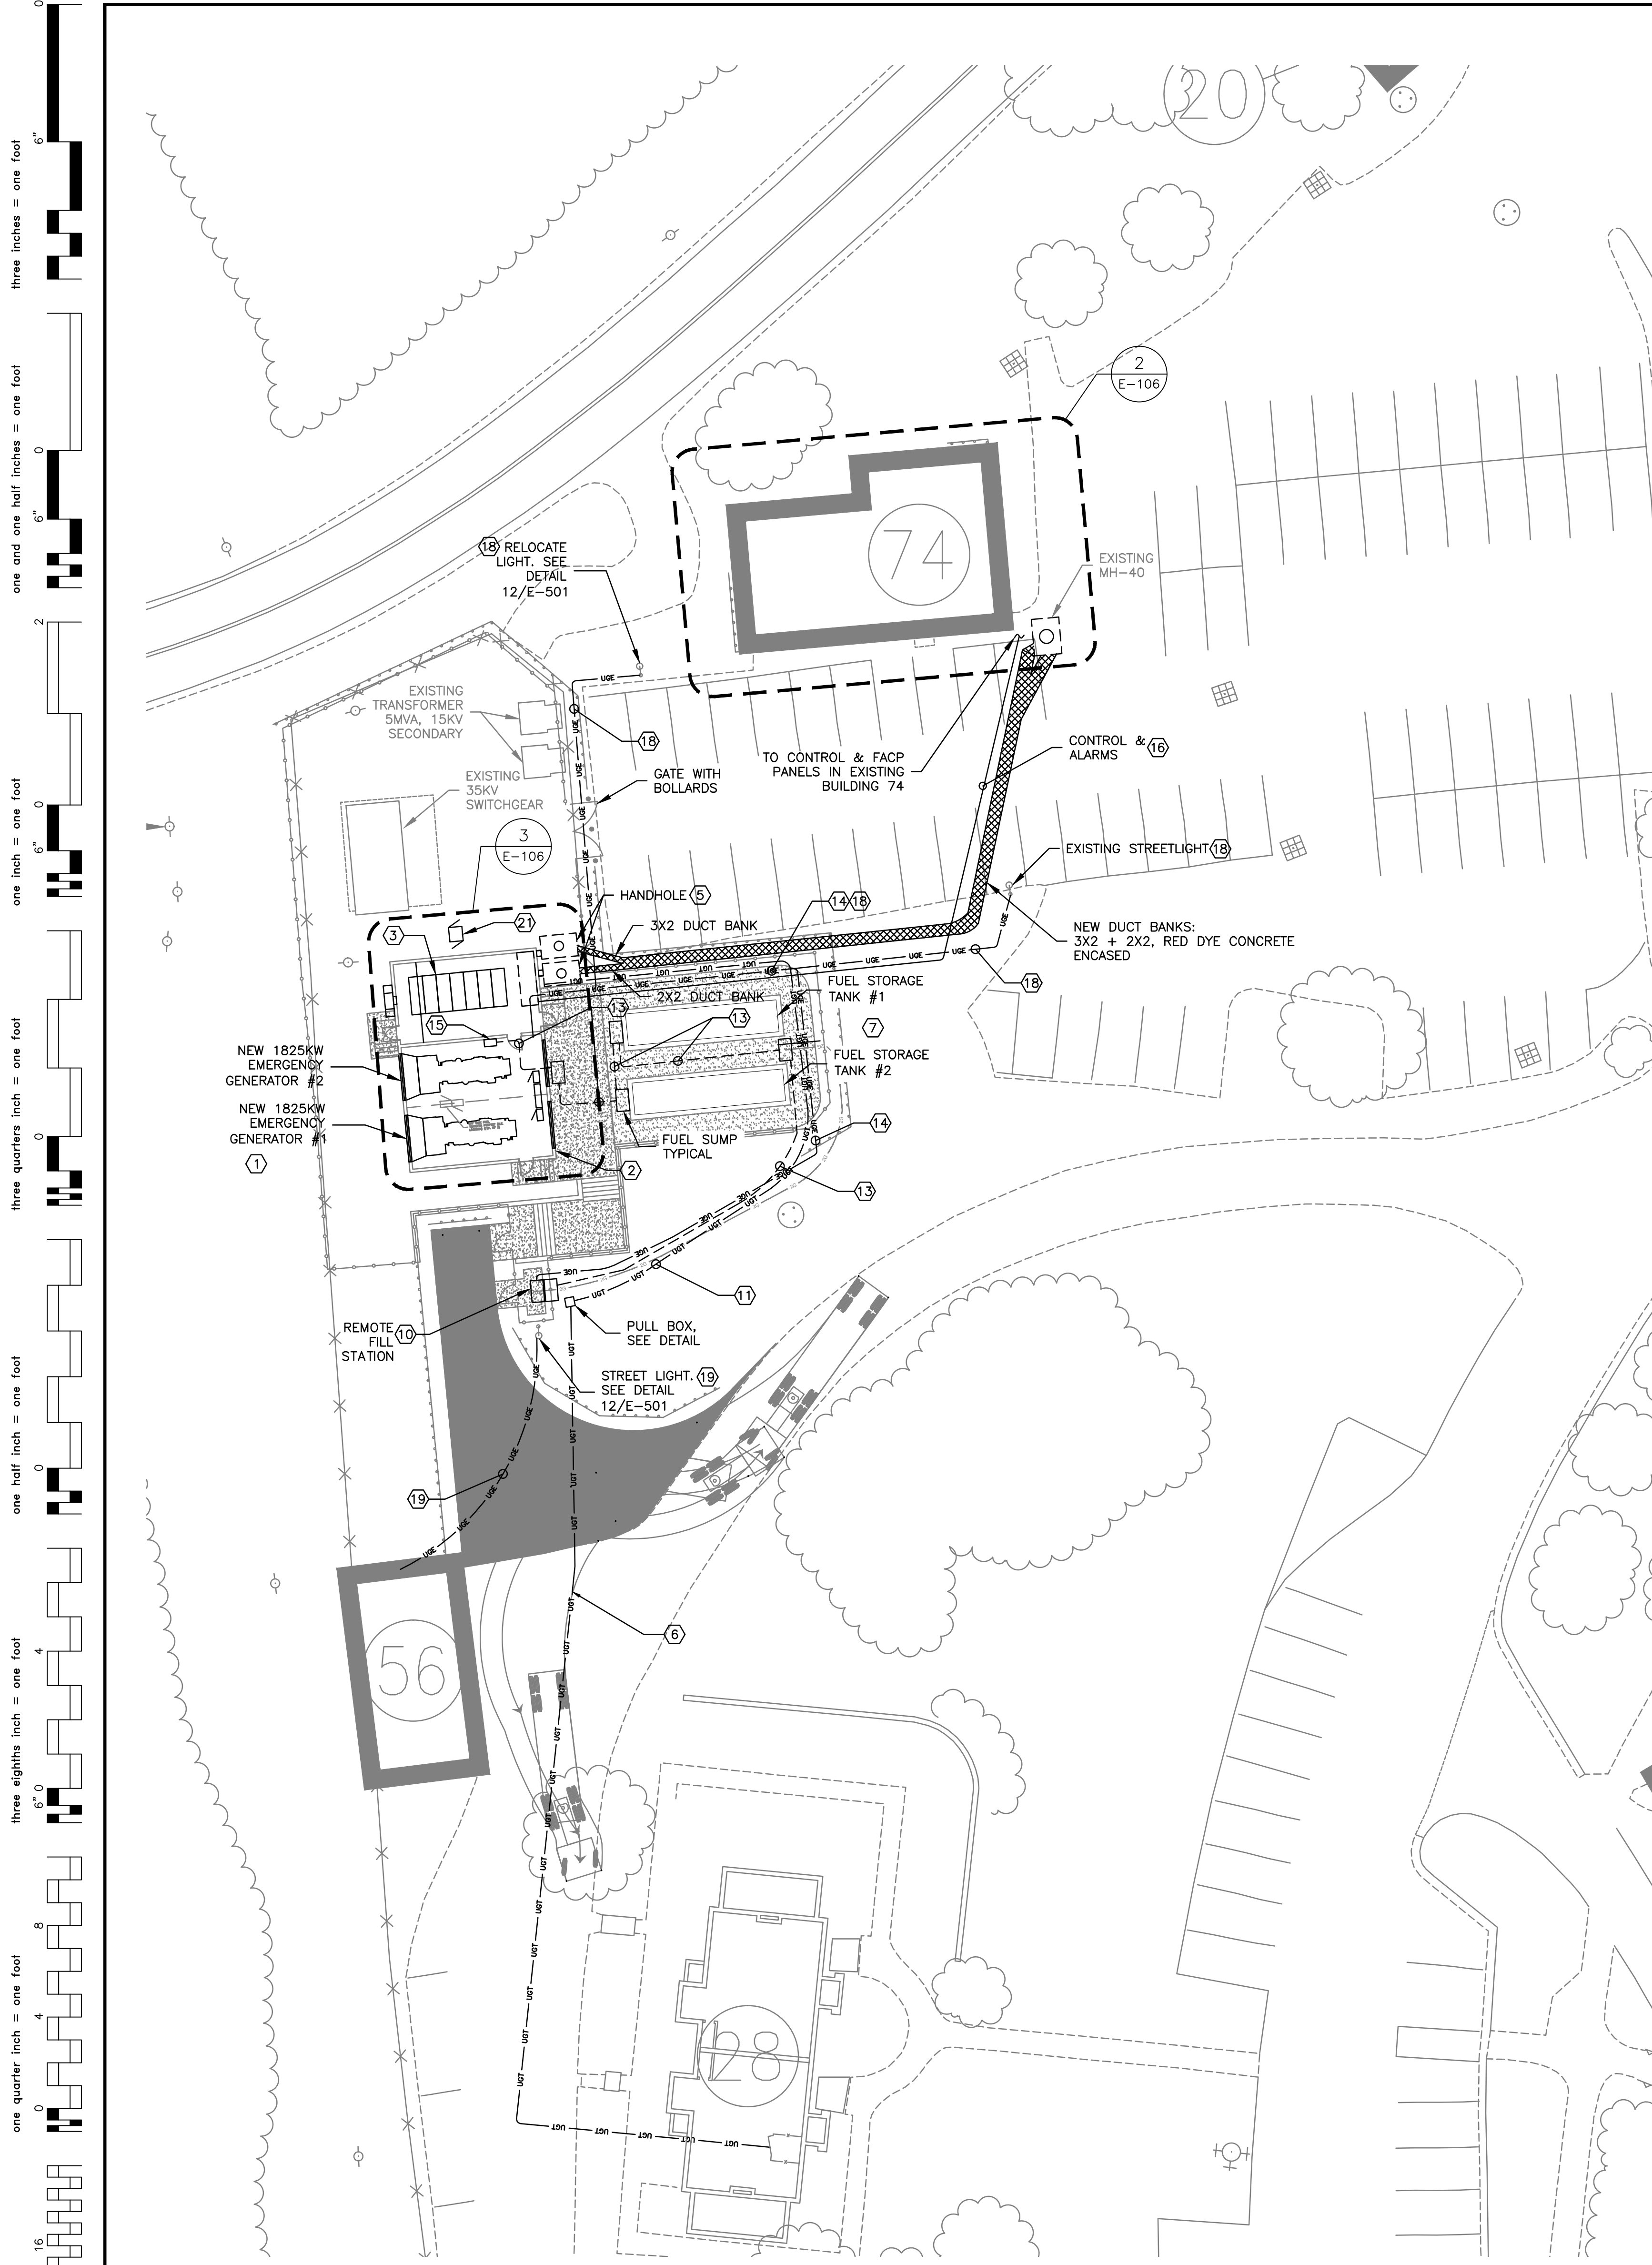 20
2
E-106
74
EXISTING
MH-40
18 RELOCATE
LIGHT. SEE
DETAIL
12/E-501
UGE
EXISTING
TRANSFORMER
5MVA, 15KV
SECONDARY
18
GATE WITH
BOLLARDS
TO CONTROL & FACP
PANELS IN EXISTING
BUILDING 74
CONTROL & 16
ALARMS
EXISTING
35KV
SWITCHGEAR
3
E-106
EXISTING STREETLIGHT 18
HANDHOLE 5
14 18
3
21
3X2 DUCT BANK
NEW DUCT BANKS:
3X2 + 2X2, RED DYE CONCRETE
ENCASED
18
2X2 DUCT BANK
FUEL STORAGE
TANK #1
13
13
15
7
NEW 1825KW
EMERGENCY
GENERATOR #2
FUEL STORAGE
TANK #2
NEW 1825KW
EMERGENCY
GENERATOR #1
1
14
FUEL SUMP
TYPICAL
2
13
UGE
UGT
11
REMOTE 10
FILL
STATION
PULL BOX,
SEE DETAIL
STREET LIGHT. 19
SEE DETAIL
12/E-501
19
6
56
28
UGT UGT UGT UGT UGT
three inches = one foot
one and one half inches = one foot
one inch = one foot
three quarters inch = one foot
one half inch = one foot
three eighths inch = one foot
one quarter inch = one foot
0
6"
0
6"
2
0
6"
0
0
4
0
6"
8
4
0
16